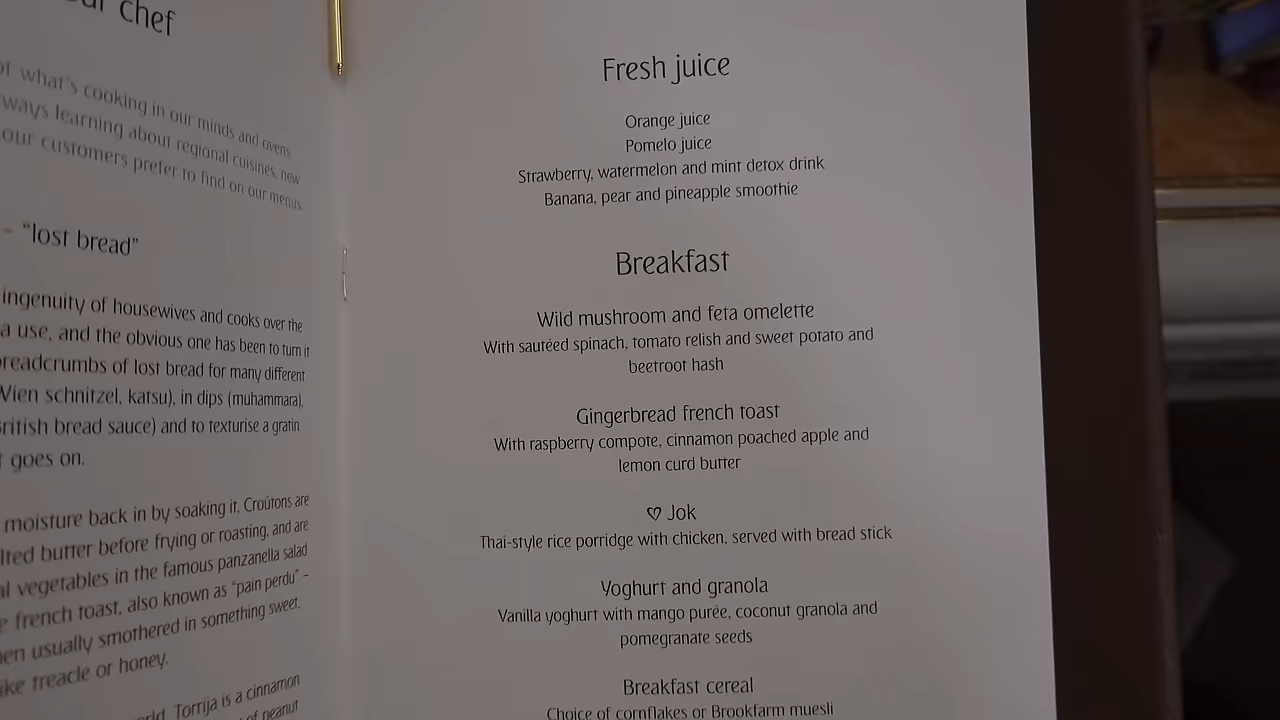 chef
what's cooking in our minds and ovens.
ways learning about regional cuisines, new
our customers prefer to find on our menus.
– “lost bread”
ingenuity of housewives and cooks over the
a use, and the obvious one has been to turn it
breadcrumbs of lost bread for many different
Wien schnitzel, katsu), in dips (muhammara),
British bread sauce) and to texturise a gratin
goes on.
moisture back in by soaking it. Croûtons are
butter before frying or roasting, and are
vegetables in the famous panzanella salad
french toast, also known as “pain perdu” –
usually smothered in something sweet,
like treacle or honey.
Torrija is a cinnamon
of peanut
Fresh juice
Orange juice
Pomelo juice
Strawberry, watermelon and mint detox drink
Banana, pear and pineapple smoothie
Breakfast
Wild mushroom and feta omelette
With sautéed spinach, tomato relish and sweet potato and
beetroot hash
Gingerbread french toast
With raspberry compote, cinnamon poached apple and
lemon curd butter
♡ Jok
Thai-style rice porridge with chicken, served with bread stick
Yoghurt and granola
Vanilla yoghurt with mango purée, coconut granola and
pomegranate seeds
Breakfast cereal
Choice of cornflakes or Brookfarm muesli